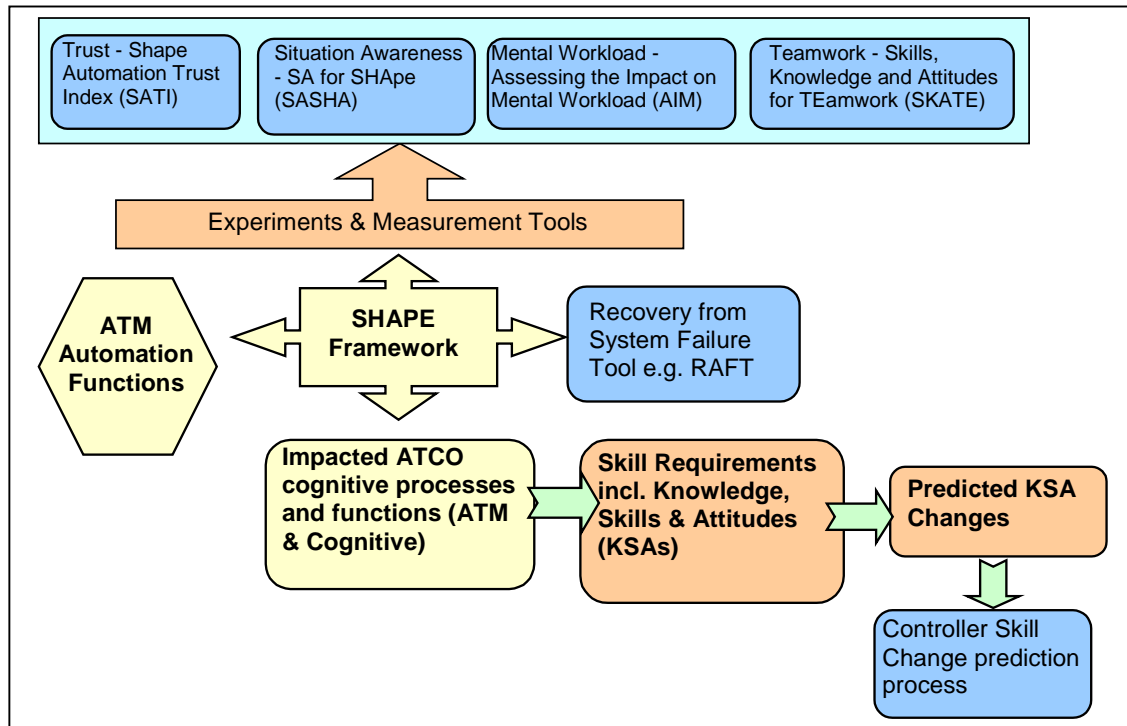 Trust - Shape
Automation Trust
Index (SATI)
Situation Awareness
- SA for SHApe
(SASHA)
Mental Workload -
Assessing the Impact on
Mental Workload (AIM)
Teamwork - Skills,
Knowledge and Attitudes
for TEamwork (SKATE)
Experiments & Measurement Tools
ATM
Automation
Functions
SHAPE
Framework
Recovery from
System Failure
Tool e.g. RAFT
Impacted ATCO
cognitive processes
and functions (ATM
& Cognitive)
Skill Requirements
incl. Knowledge,
Skills & Attitudes
(KSAs)
Predicted KSA
Changes
Controller Skill
Change prediction
process